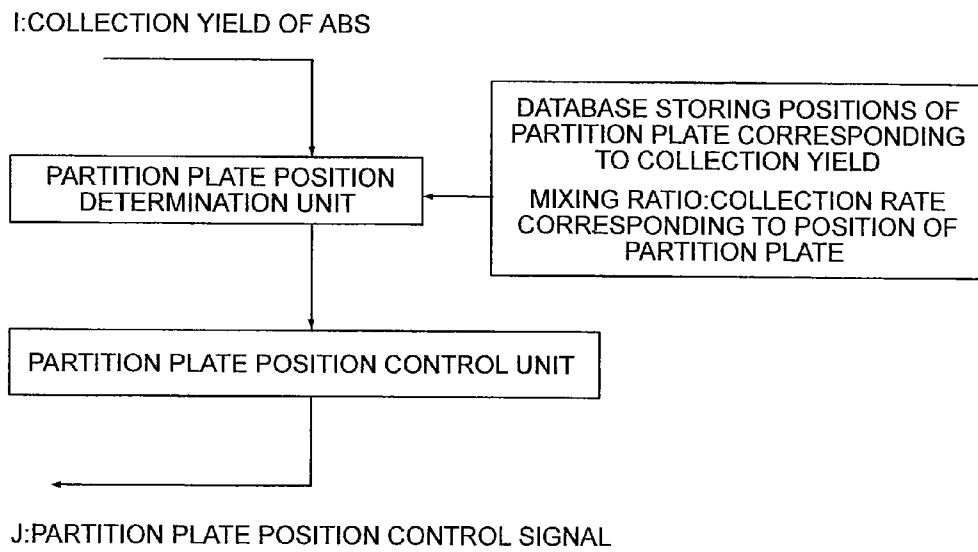 I:COLLECTION YIELD OF ABS
PARTITION PLATE POSITION
DETERMINATION UNIT
DATABASE STORING POSITIONS OF
PARTITION PLATE CORRESPONDING
TO COLLECTION YIELD
MIXING RATIO:COLLECTION RATE
CORRESPONDING TO POSITION OF
PARTITION PLATE
PARTITION PLATE POSITION CONTROL UNIT
J:PARTITION PLATE POSITION CONTROL SIGNAL